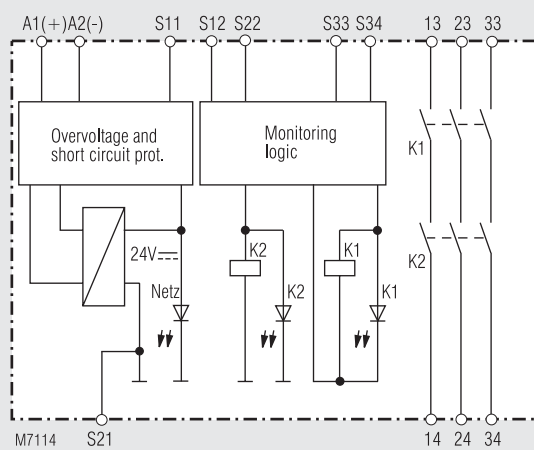 A1(+) A2(-) S11 S12 S22 S33 S34 13 23 33
Overvoltage and
short circuit prot.
Monitoring
logic
K1
24V
K2
K1
K2
Netz
K2
K1
M7114
S21
14 24 34